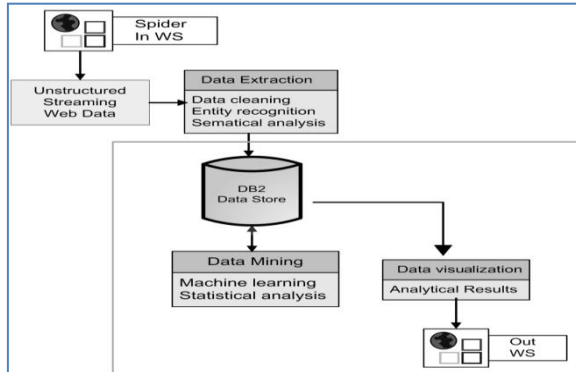 Spider
In WS
Unstructured
Streaming
Web Data
Data Extraction
Data cleaning
Entity recognition
Sematical analysis
DB2
Data Store
Data Mining
Machine learning
Statistical analysis
Data visualization
Analytical Results
Out
WS